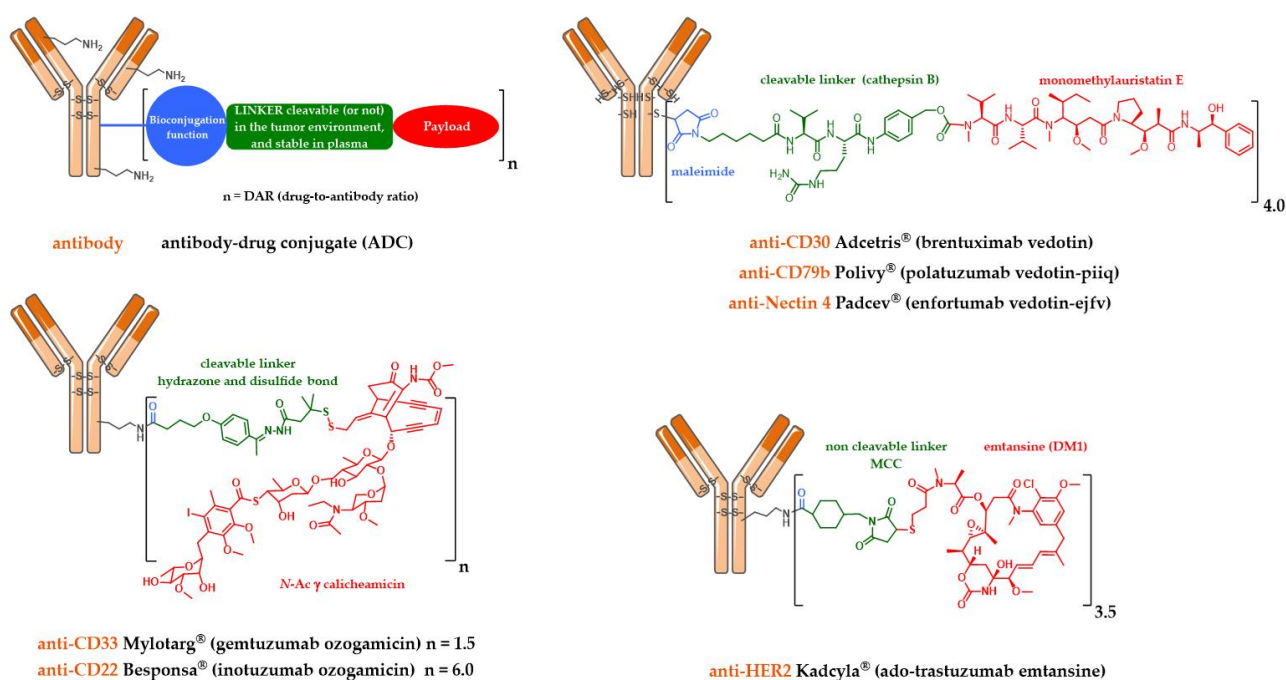 NH2
NH2
NH2
-S-S-
-S-S-
-S-S-
-S-S-
Bioconjugation
function
LINKER cleavable (or not)
in the tumor environment,
and stable in plasma
Payload
n
n = DAR (drug-to-antibody ratio)
antibody antibody-drug conjugate (ADC)
cleavable linker (cathepsin B)
monomethylauristatin E
maleimide
4.0
anti-CD30 Adcetris® (brentuximab vedotin)
anti-CD79b Polivy® (polatuzumab vedotin-piiq)
anti-Nectin 4 Padcev® (enfortumab vedotin-ejfv)
cleavable linker
hydrazone and disulfide bond
N-Ac γ calicheamicin
n
anti-CD33 Mylotarg® (gemtuzumab ozogamicin) n = 1.5
anti-CD22 Besponsa® (inotuzumab ozogamicin) n = 6.0
non cleavable linker
MCC
emtansine (DM1)
3.5
anti-HER2 Kadcyla® (ado-trastuzumab emtansine)